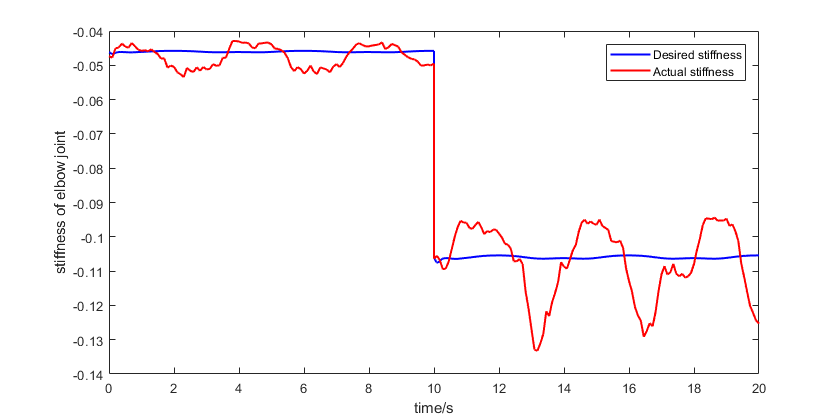 -0.04
-0.05
-0.06
-0.07
-0.08
-0.09
-0.1
-0.11
-0.12
-0.13
-0.14
stiffness of elbow joint
Desired stiffness
Actual stiffness
0 2 4 6 8 10 12 14 16 18 20
time/s